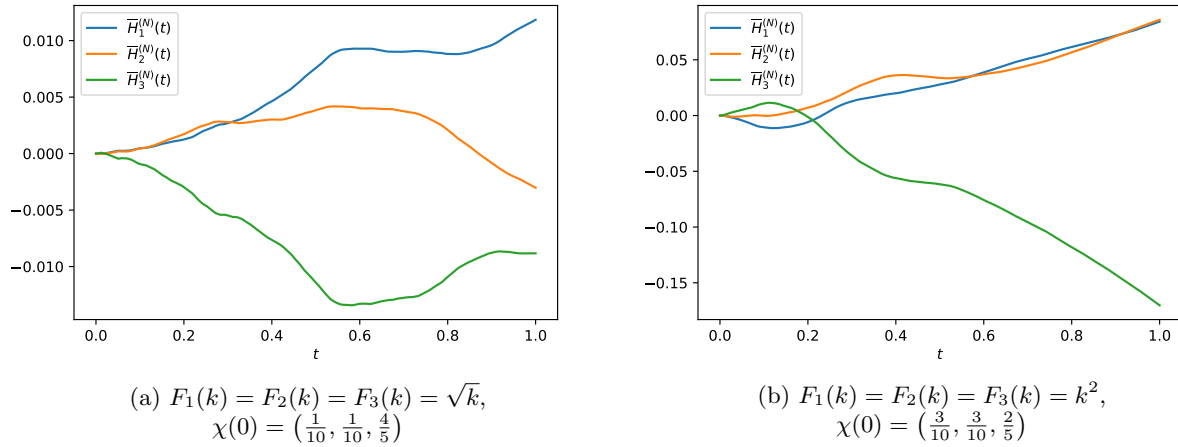 0.010
0.005
0.000
−0.005
−0.010
H̅₁⁽ᴺ⁾(t)
H̅₂⁽ᴺ⁾(t)
H̅₃⁽ᴺ⁾(t)
0.0 0.2 0.4 0.6 0.8 1.0
t
(a) F₁(k) = F₂(k) = F₃(k) = √k,
χ(0) = (1/10, 1/10, 4/5)
0.05
0.00
−0.05
−0.10
−0.15
H̅₁⁽ᴺ⁾(t)
H̅₂⁽ᴺ⁾(t)
H̅₃⁽ᴺ⁾(t)
0.0 0.2 0.4 0.6 0.8 1.0
t
(b) F₁(k) = F₂(k) = F₃(k) = k²,
χ(0) = (3/10, 3/10, 2/5)